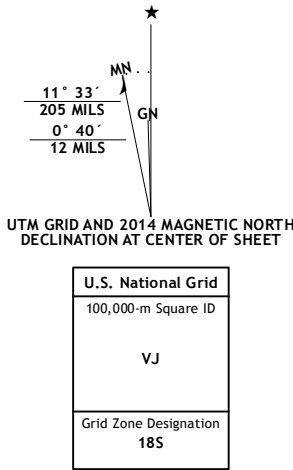 ★
MN
11° 33´
205 MILS
GN
0° 40´
12 MILS
UTM GRID AND 2014 MAGNETIC NORTH
DECLINATION AT CENTER OF SHEET
U.S. National Grid
100,000-m Square ID
VJ
Grid Zone Designation
18S